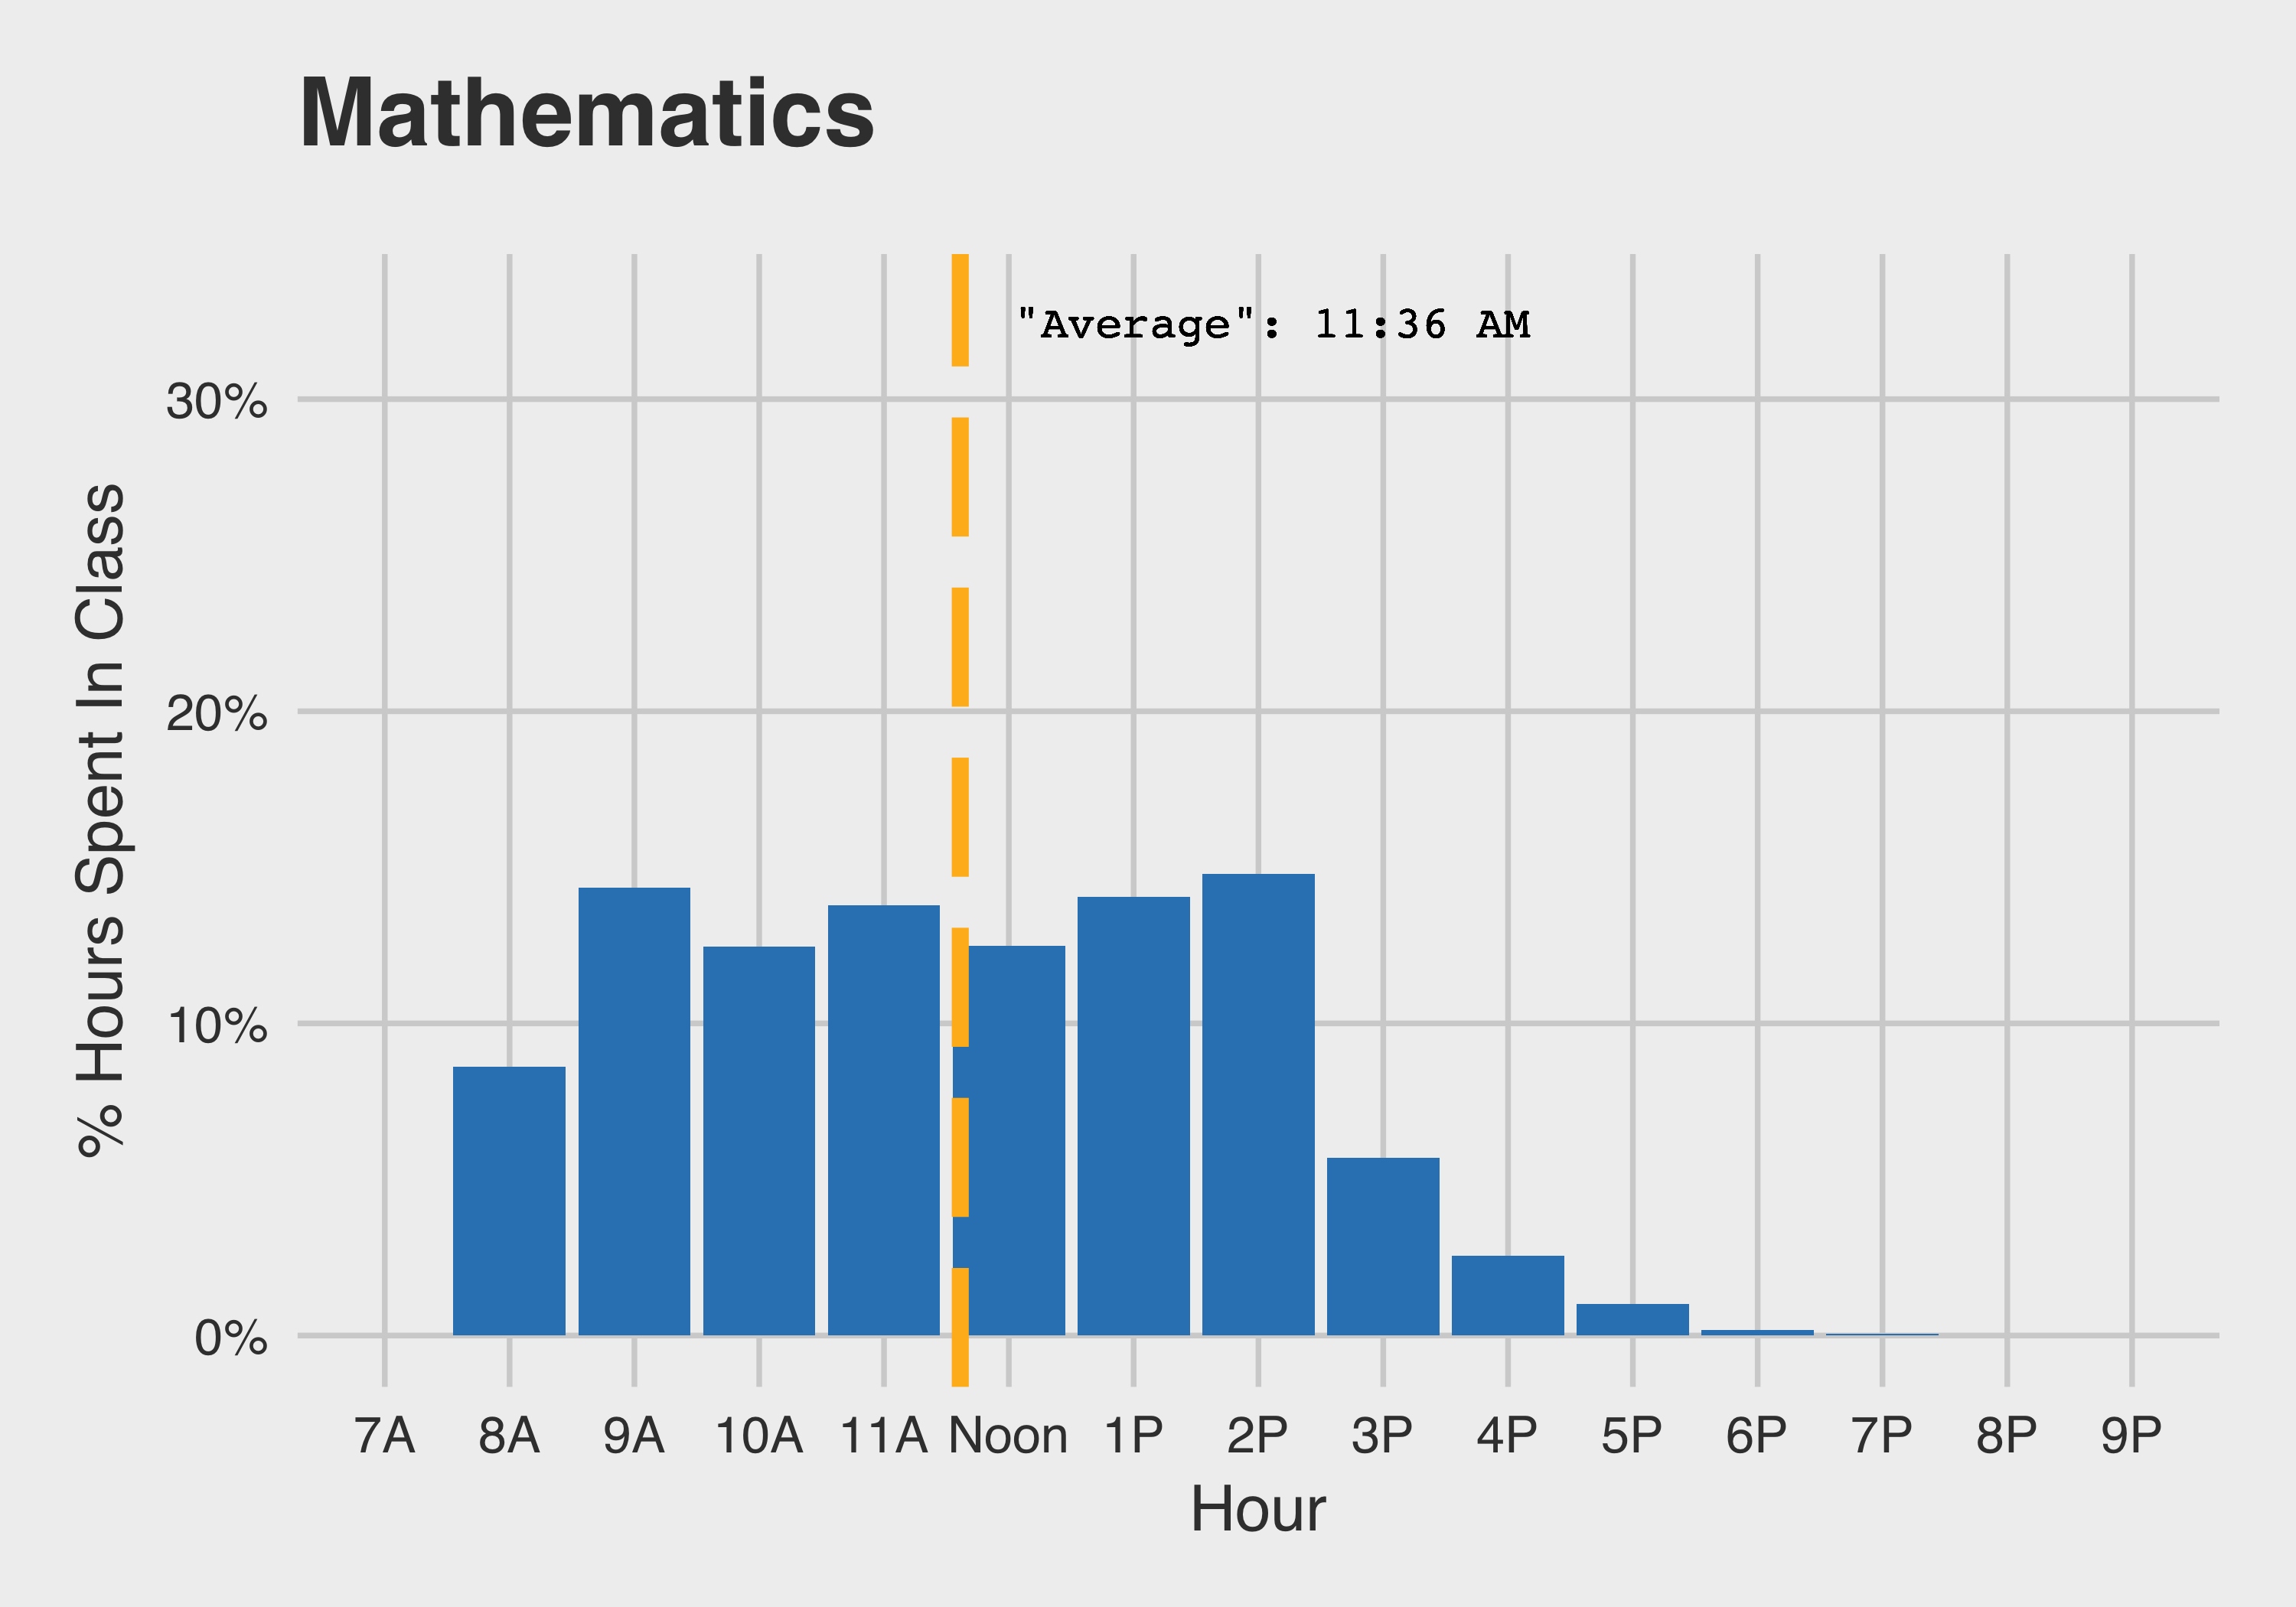 Mathematics
"Average": 11:36 AM
30%
20%
10%
0%
% Hours Spent In Class
7A 8A 9A 10A 11A Noon 1P 2P 3P 4P 5P 6P 7P 8P 9P
Hour